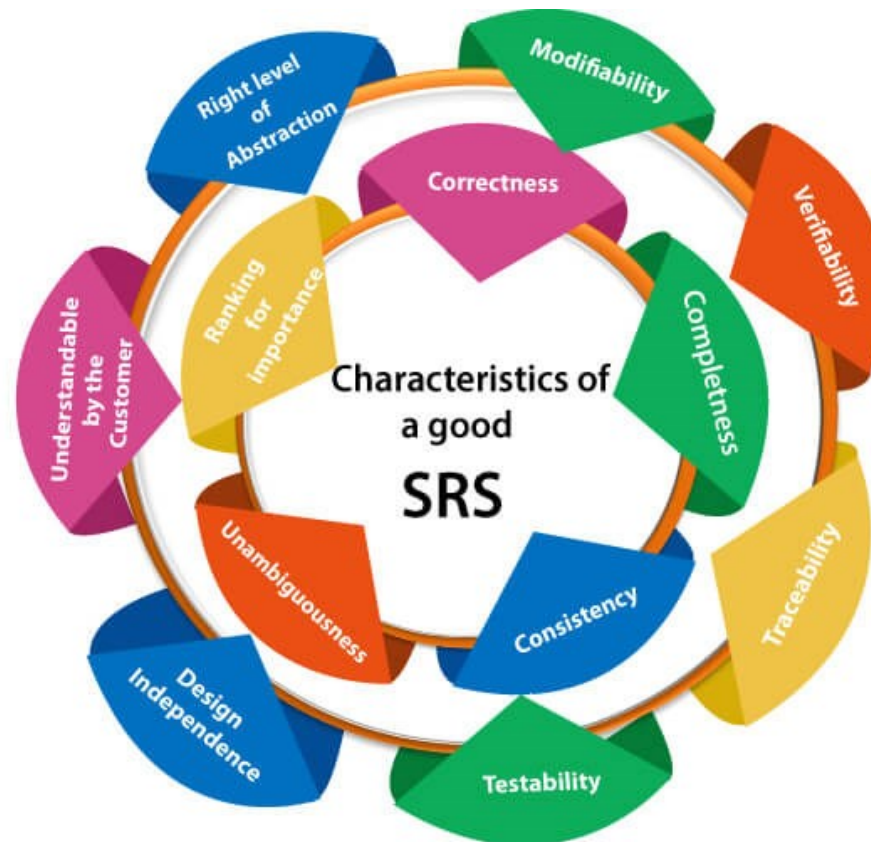 Right level
of
Abstraction
Modifiability
Correctness
Verifiability
Ranking
for
importance
Completness
Understandable
by the
Customer
Characteristics of
a good
SRS
Unambiguousness
Consistency
Traceability
Design
Independence
Testability